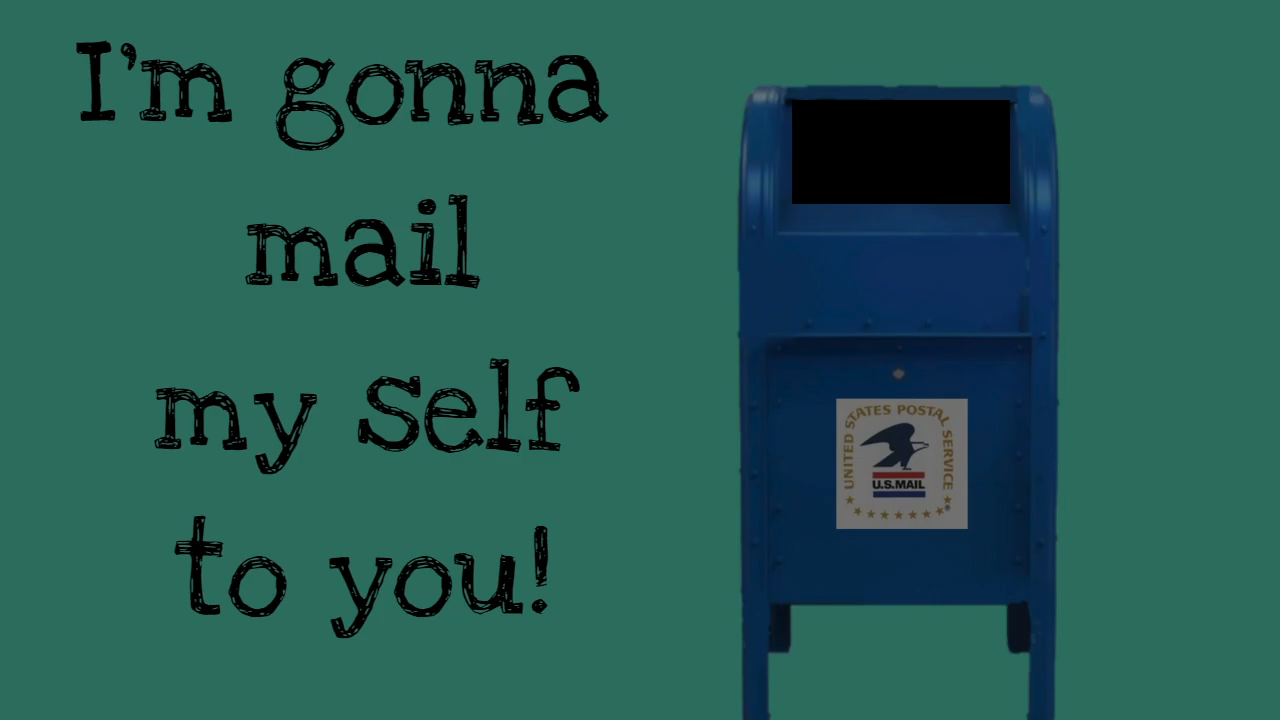 I'm gonna
mail
my self
to you!
UNITED STATES POSTAL SERVICE
U.S.MAIL